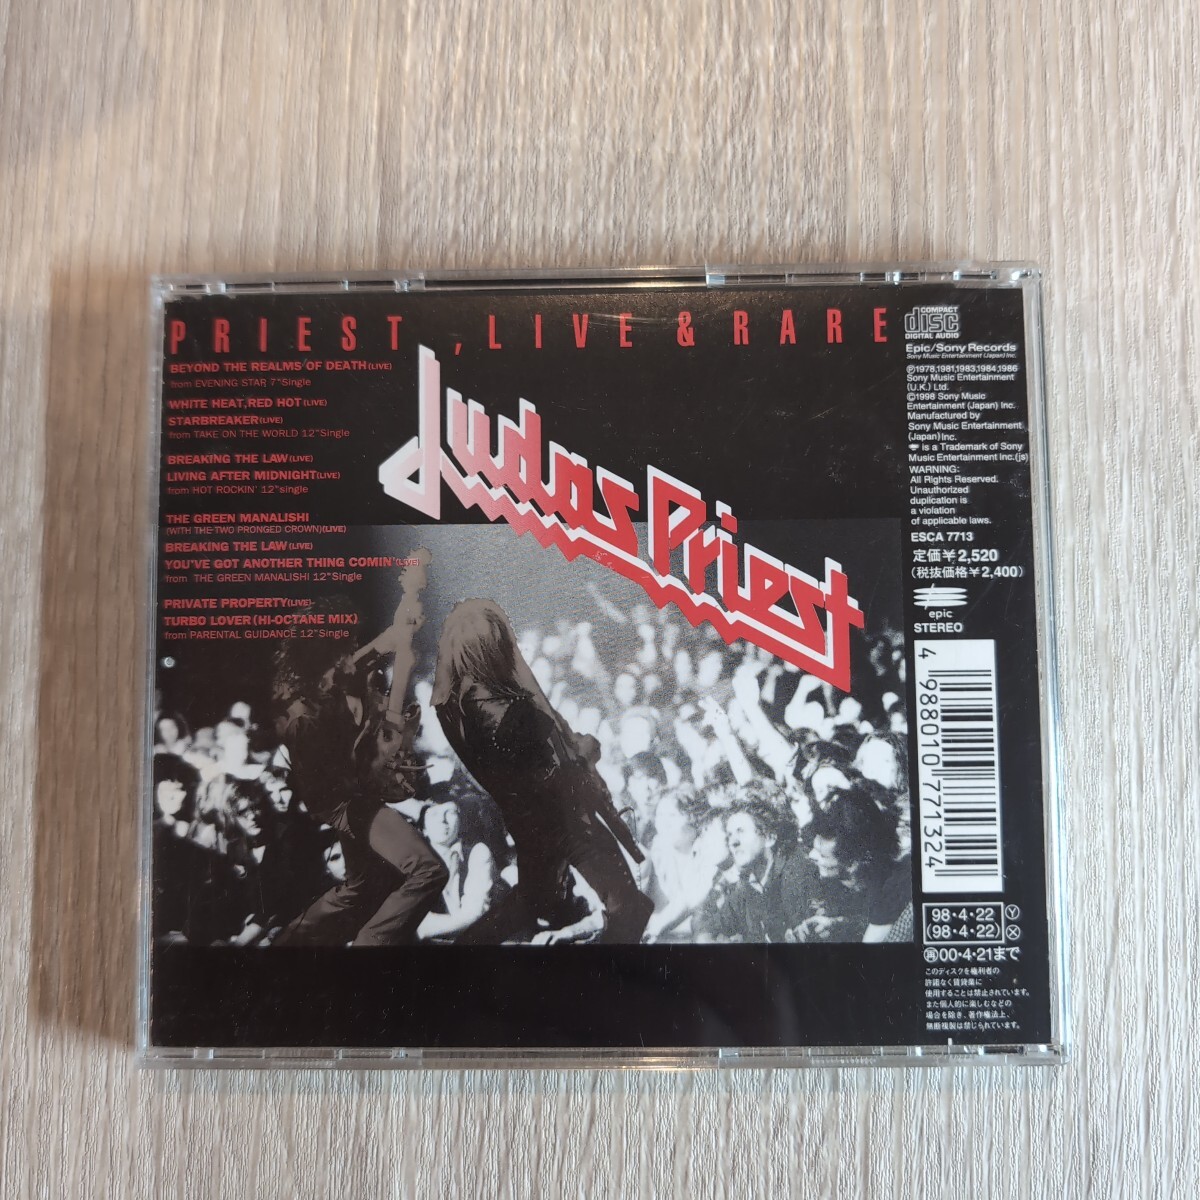 PRIEST , LIVE & RARE
BEYOND THE REALMS OF DEATH(LIVE)
from EVENING STAR 7"Single
WHITE HEAT,RED HOT(LIVE)
STARBREAKER(LIVE)
from TAKE ON THE WORLD 12"Single
BREAKING THE LAW(LIVE)
LIVING AFTER MIDNIGHT(LIVE)
from HOT ROCKIN' 12"single
THE GREEN MANALISHI
(WITH THE TWO PRONGED CROWN)(LIVE)
BREAKING THE LAW(LIVE)
YOU'VE GOT ANOTHER THING COMIN'(LIVE)
from THE GREEN MANALISHI 12"Single
PRIVATE PROPERTY(LIVE)
TURBO LOVER(HI-OCTANE MIX)
from PARENTAL GUIDANCE 12"Single
Judas Priest
COMPACT
disc
DIGITAL AUDIO
Epic/Sony Records
Sony Music Entertainment (Japan) Inc.
Ⓟ1978,1981,1983,1984,1986
Sony Music Entertainment
(U.K.) Ltd.
©1998 Sony Music
Entertainment (Japan) Inc.
Manufactured by
Sony Music Entertainment
(Japan)Inc.
is a Trademark of Sony
Music Entertainment Inc.(js)
WARNING:
All Rights Reserved.
Unauthorized
duplication is
a violation
of applicable laws.
ESCA 7713
定価¥2,520
(税抜価格¥2,400)
epic
STEREO
4 988010 771324
98・4・22 Ⓨ
(98・4・22) Ⓧ
再00・4・21まで
このディスクを権利者の
許諾なく賃貸業に
使用することは禁止されています。
また個人的に楽しむなどの
場合を除き、著作権法上、
無断複製は禁じられています。